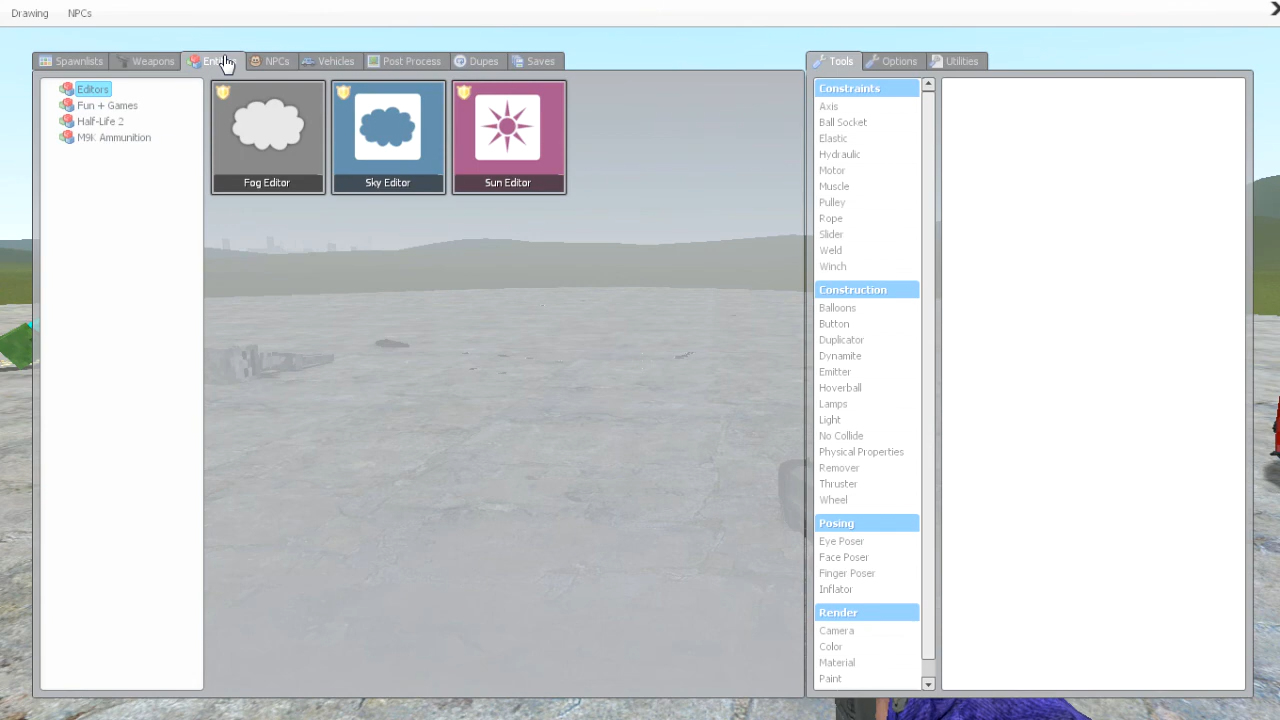 Drawing NPCs
Spawnlists Weapons NPCs Vehicles Post Process Dupes Saves
Editors
Fun + Games
Half-Life 2
M9K Ammunition
Fog Editor Sky Editor Sun Editor
Tools Options Utilities
Constraints
Axis
Ball Socket
Elastic
Hydraulic
Motor
Muscle
Pulley
Rope
Slider
Weld
Winch
Construction
Balloons
Button
Duplicator
Dynamite
Emitter
Hoverball
Lamps
Light
No Collide
Physical Properties
Remover
Thruster
Wheel
Posing
Eye Poser
Face Poser
Finger Poser
Inflator
Render
Camera
Color
Material
Paint